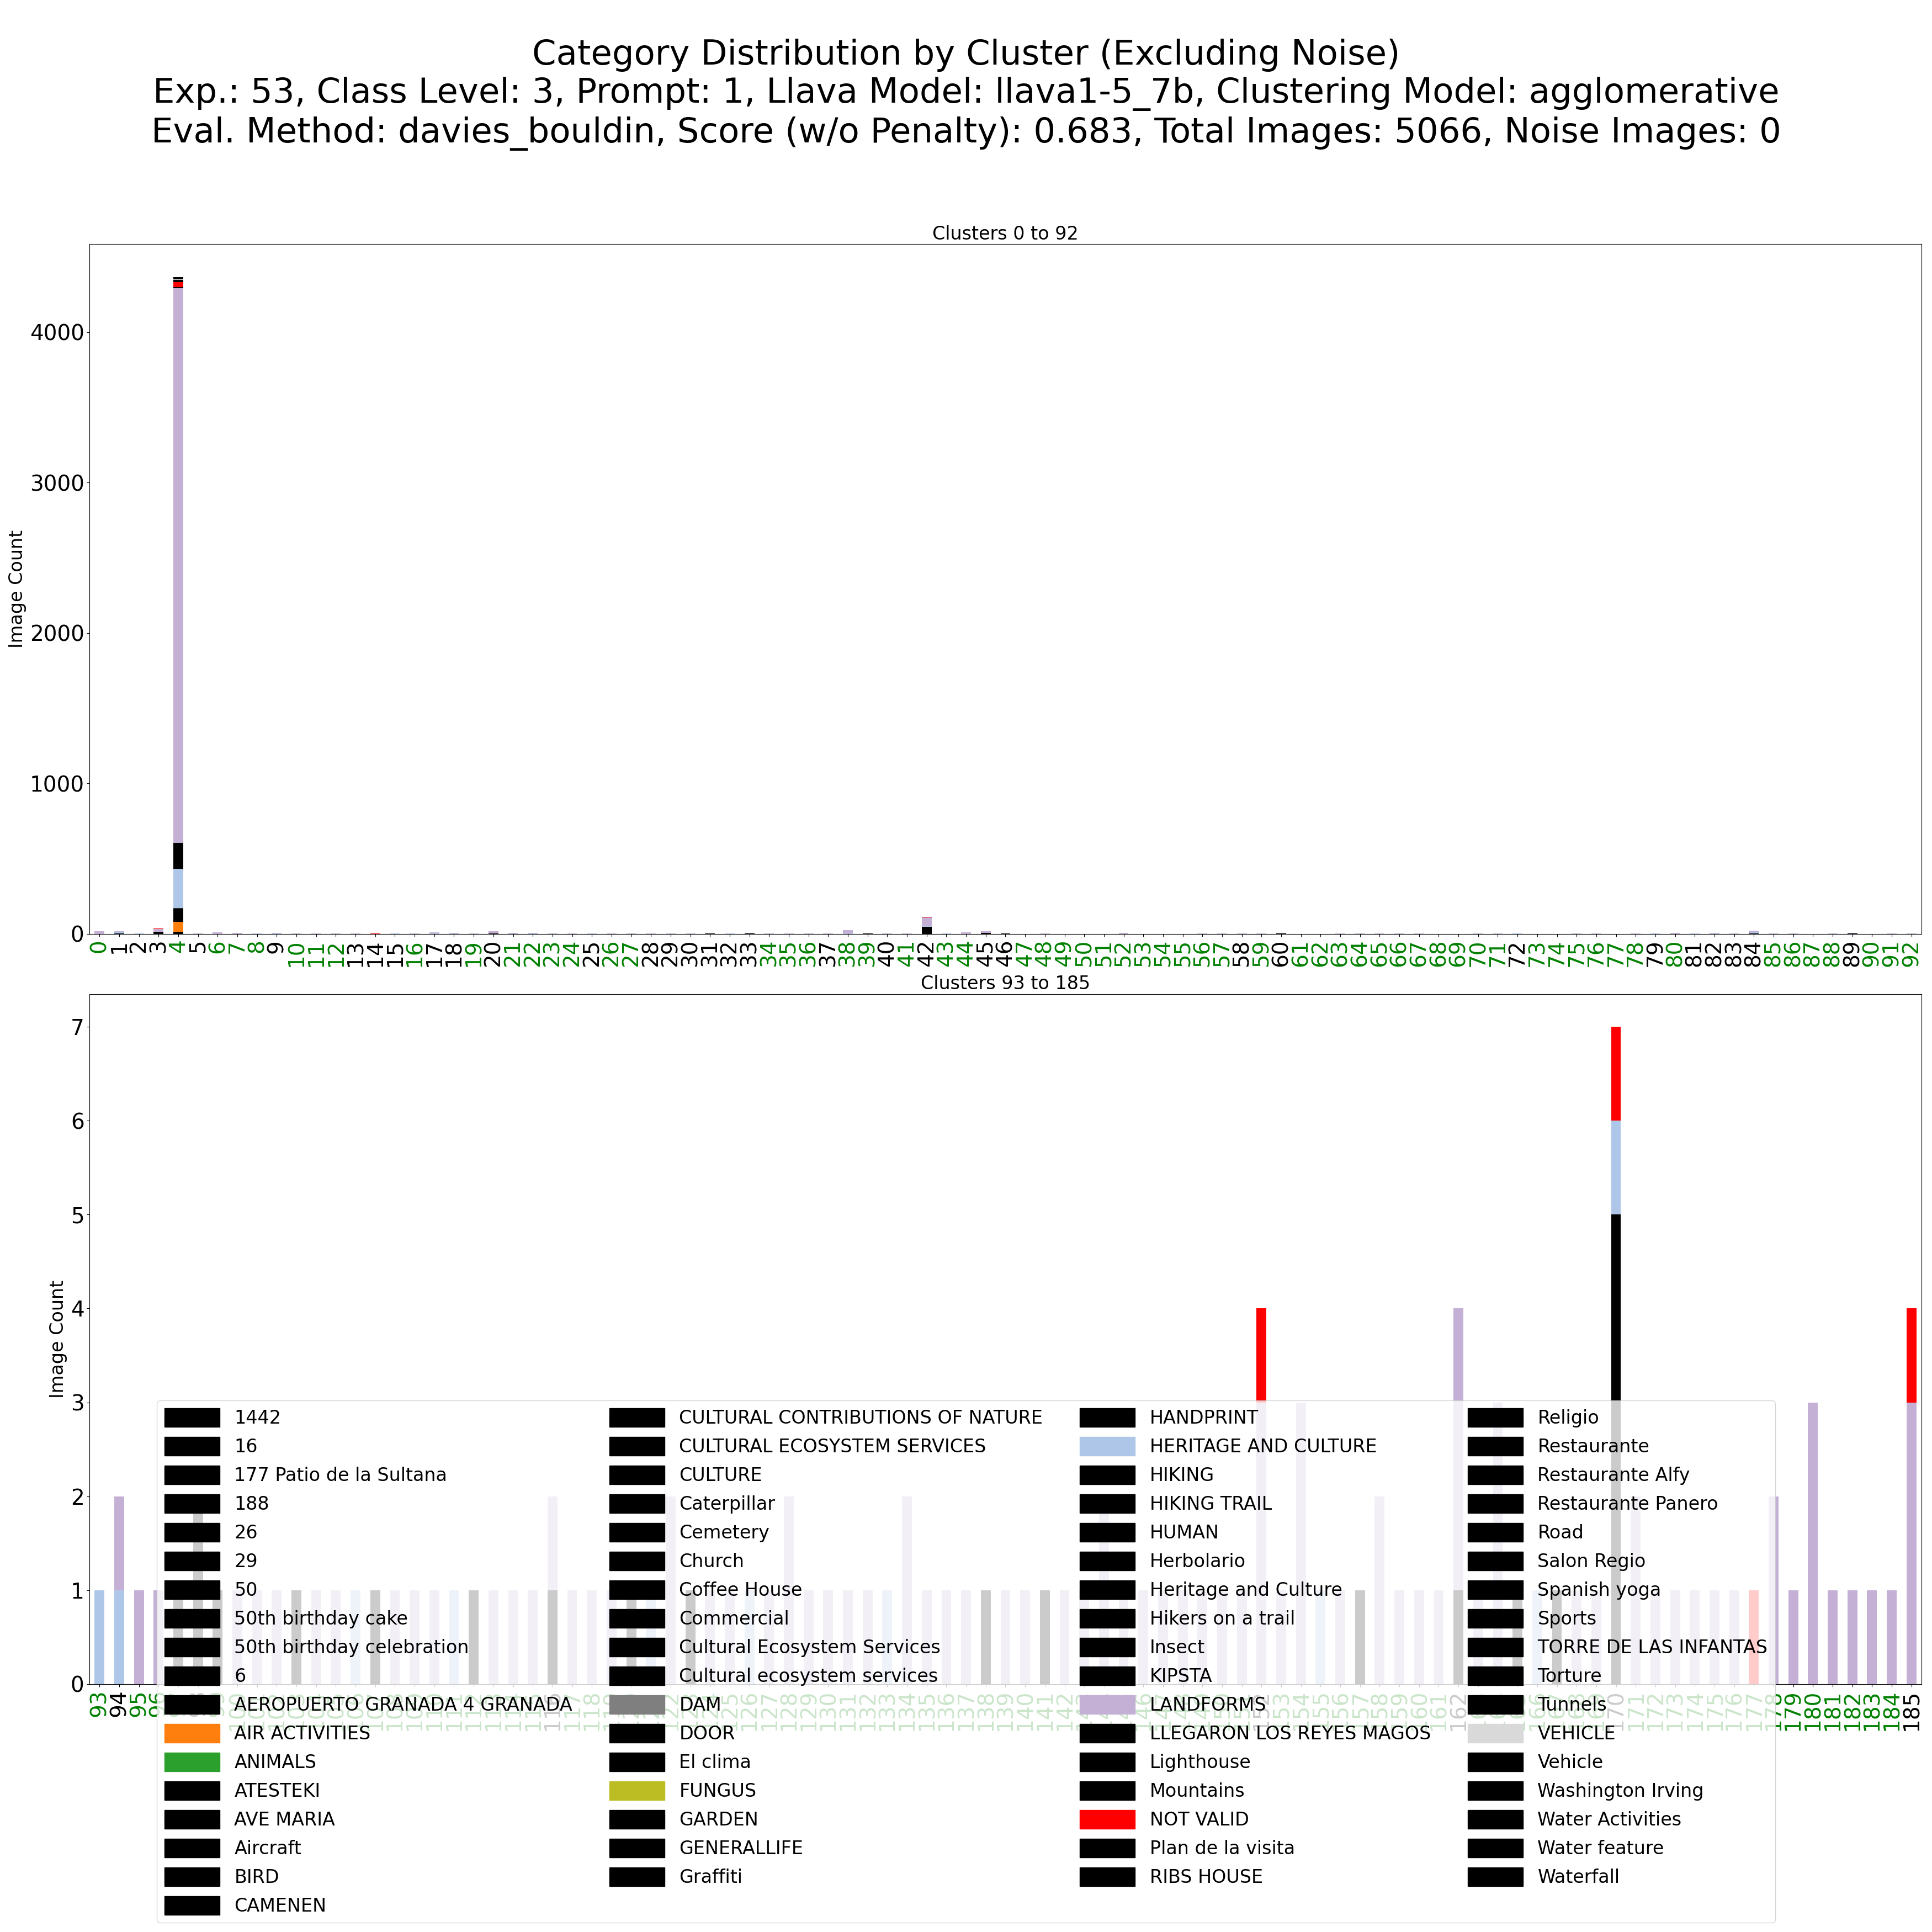 Category Distribution by Cluster (Excluding Noise)
Exp.: 53, Class Level: 3, Prompt: 1, Llava Model: llava1-5_7b, Clustering Model: agglomerative
Eval. Method: davies_bouldin, Score (w/o Penalty): 0.683, Total Images: 5066, Noise Images: 0
Clusters 0 to 92
4000
3000
2000
1000
0
Image Count
0 1 2 3 4 5 6 7 8 9 10 11 12 13 14 15 16 17 18 19 20 21 22 23 24 25 26 27 28 29 30 31 32 33 34 35 36 37 38 39 40 41 42 43 44 45 46 47 48 49 50 51 52 53 54 55 56 57 58 59 60 61 62 63 64 65 66 67 68 69 70 71 72 73 74 75 76 77 78 79 80 81 82 83 84 85 86 87 88 89 90 91 92
Clusters 93 to 185
7
6
5
4
3
2
1
0
Image Count
93 94 95 96 179 180 181 182 183 184 185
1442
16
177 Patio de la Sultana
188
26
29
50
50th birthday cake
50th birthday celebration
6
AEROPUERTO GRANADA 4 GRANADA
AIR ACTIVITIES
ANIMALS
ATESTEKI
AVE MARIA
Aircraft
BIRD
CAMENEN
CULTURAL CONTRIBUTIONS OF NATURE
CULTURAL ECOSYSTEM SERVICES
CULTURE
Caterpillar
Cemetery
Church
Coffee House
Commercial
Cultural Ecosystem Services
Cultural ecosystem services
DAM
DOOR
El clima
FUNGUS
GARDEN
GENERALLIFE
Graffiti
HANDPRINT
HERITAGE AND CULTURE
HIKING
HIKING TRAIL
HUMAN
Herbolario
Heritage and Culture
Hikers on a trail
Insect
KIPSTA
LANDFORMS
LLEGARON LOS REYES MAGOS
Lighthouse
Mountains
NOT VALID
Plan de la visita
RIBS HOUSE
Religio
Restaurante
Restaurante Alfy
Restaurante Panero
Road
Salon Regio
Spanish yoga
Sports
TORRE DE LAS INFANTAS
Torture
Tunnels
VEHICLE
Vehicle
Washington Irving
Water Activities
Water feature
Waterfall